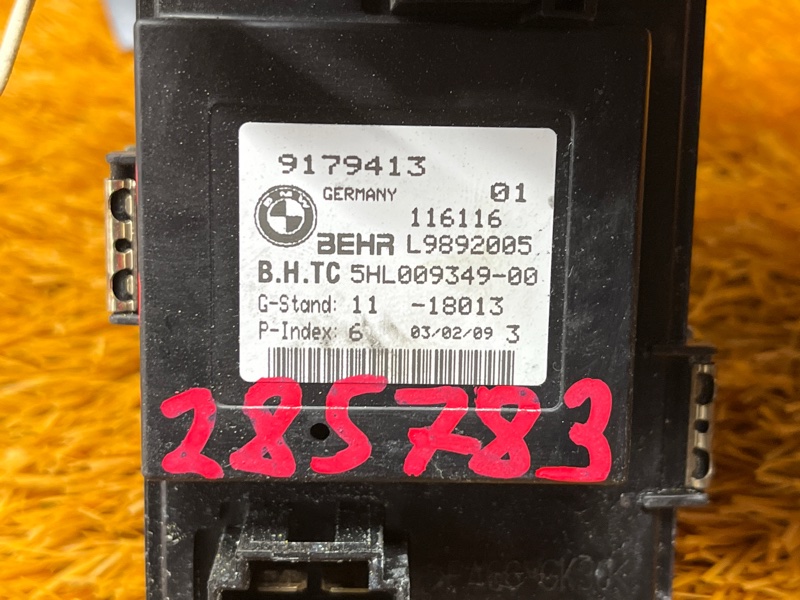 9179413
BMW
GERMANY 01
116116
BEHR L9892005
B.H.TC 5HL009349-00
G-Stand: 11 -18013
P-Index: 6 03/02/09 3
285783